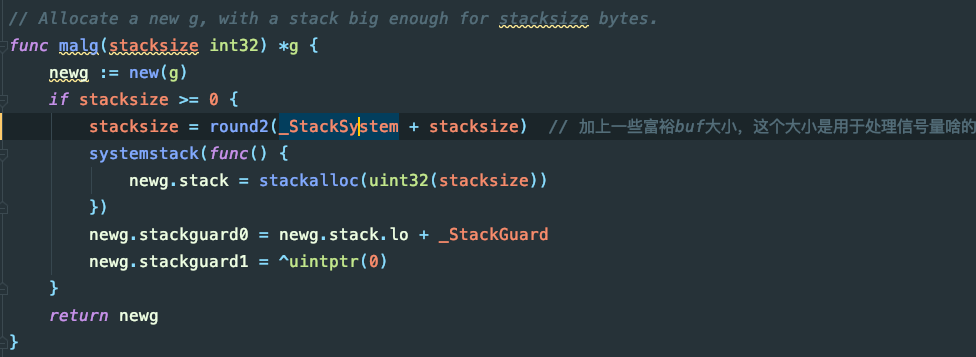 // Allocate a new g, with a stack big enough for stacksize bytes.
func malg(stacksize int32) *g {
    newg := new(g)
    if stacksize >= 0 {
        stacksize = round2(_StackSystem + stacksize)  // 加上一些富裕buf大小，这个大小是用于处理信号量啥的
        systemstack(func() {
            newg.stack = stackalloc(uint32(stacksize))
        })
        newg.stackguard0 = newg.stack.lo + _StackGuard
        newg.stackguard1 = ^uintptr(0)
    }
    return newg
}